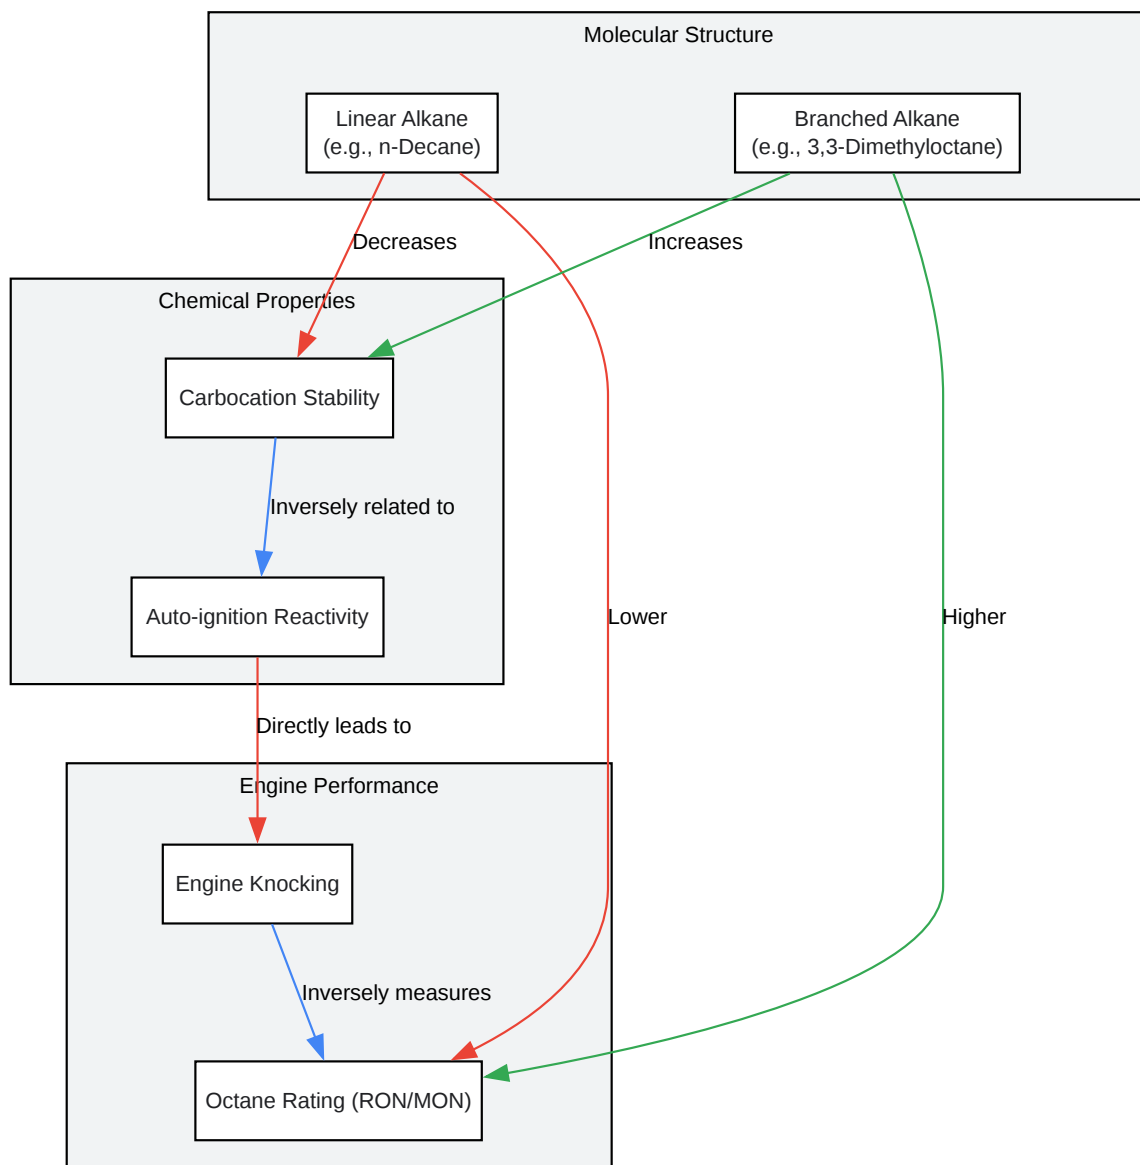 Molecular Structure
Linear Alkane
(e.g., n-Decane)
Branched Alkane
(e.g., 3,3-Dimethyloctane)
Decreases
Increases
Chemical Properties
Carbocation Stability
Inversely related to
Auto-ignition Reactivity
Lower
Higher
Directly leads to
Engine Performance
Engine Knocking
Inversely measures
Octane Rating (RON/MON)